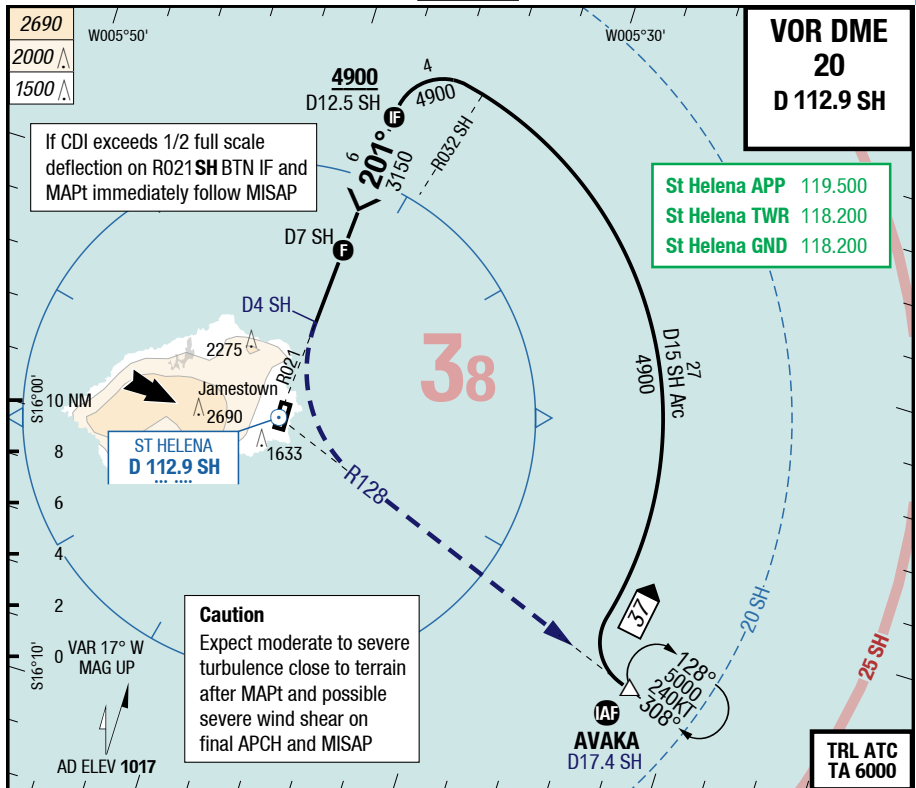 2690
2000
1500
W005°50'
W005°30'
VOR DME
20
D 112.9 SH
4900
D12.5 SH
IF
4
4900
R032 SH
If CDI exceeds 1/2 full scale
deflection on R021 SH BTN IF and
MAPt immediately follow MISAP
6
201°
3150
St Helena APP 119.500
St Helena TWR 118.200
St Helena GND 118.200
D7 SH
F
D4 SH
R021
2275
Jamestown
2690
1633
ST HELENA
D 112.9 SH
38
27
D15 SH Arc
4900
S16°00'
10 NM
8
6
4
2
0
S16°10'
R128
37
20 SH
25 SH
128°
5000
240KT
308°
IAF
AVAKA
D17.4 SH
Caution
Expect moderate to severe
turbulence close to terrain
after MAPt and possible
severe wind shear on
final APCH and MISAP
VAR 17° W
MAG UP
AD ELEV 1017
TRL ATC
TA 6000